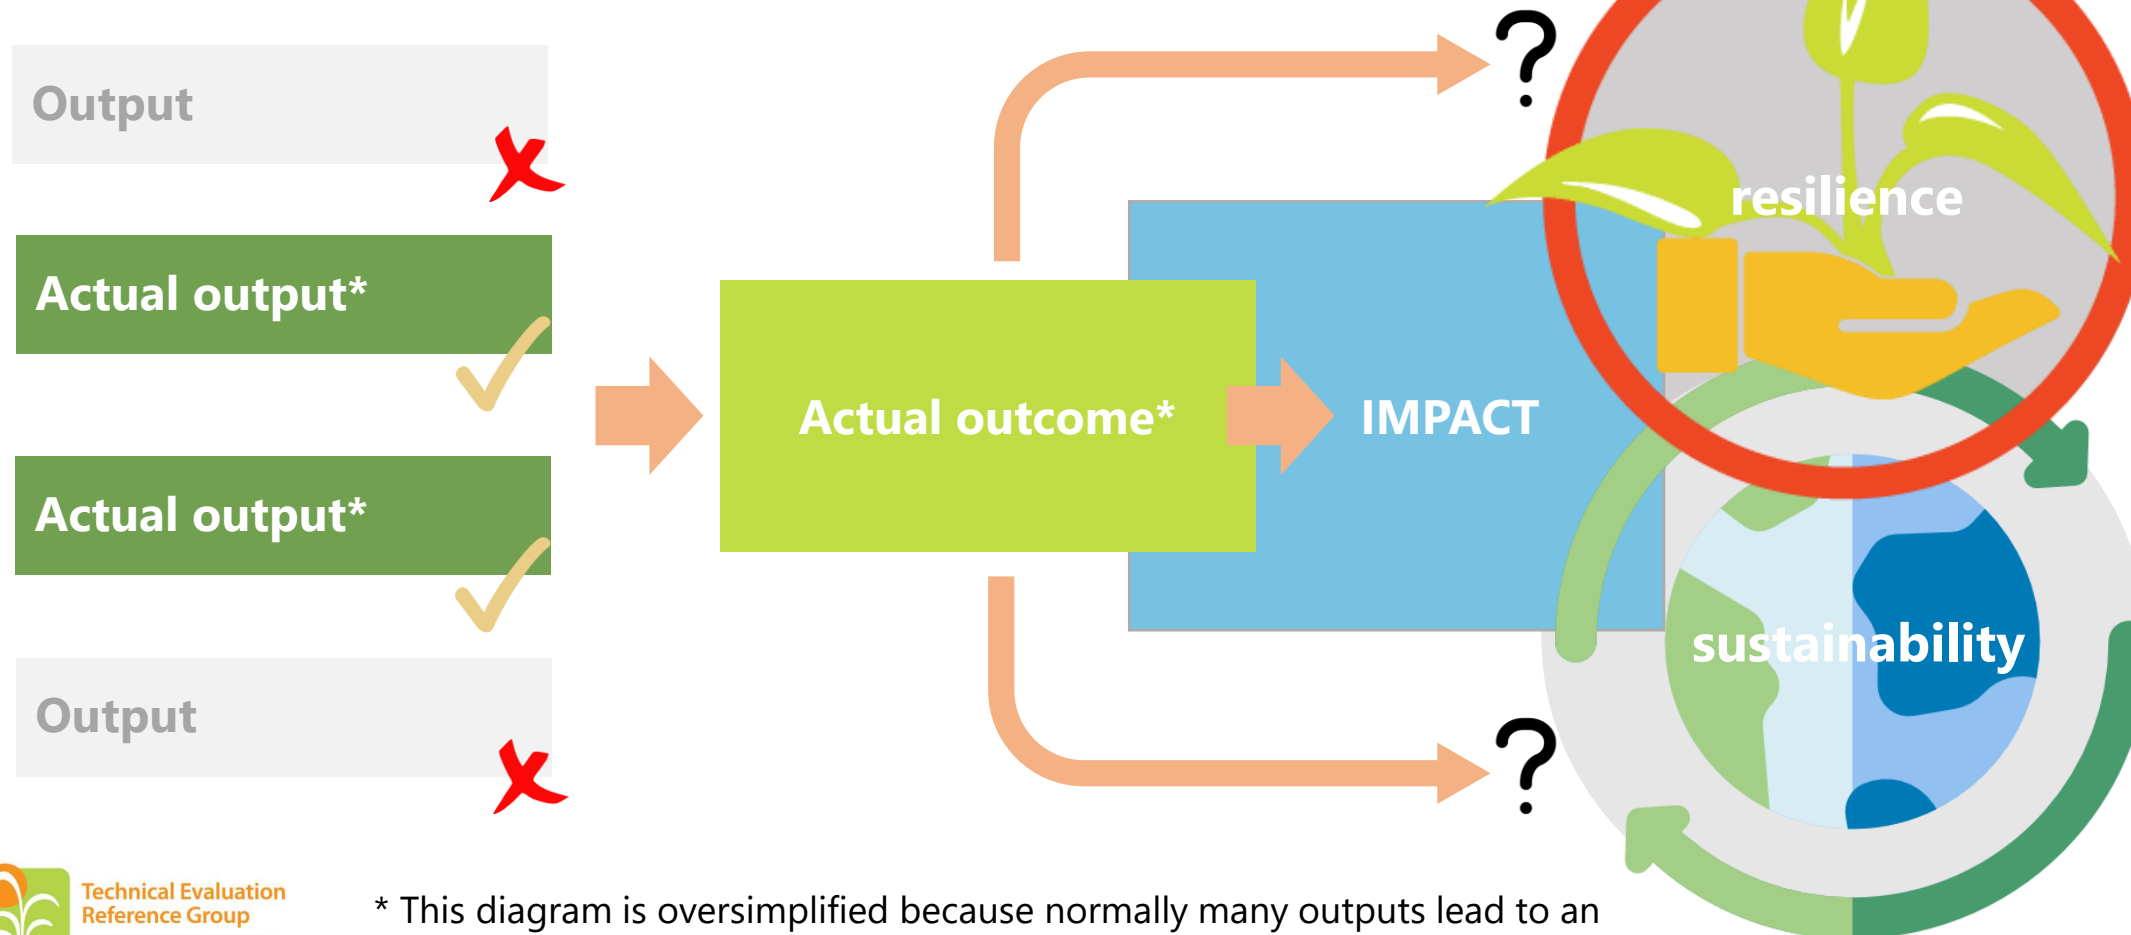 Output
Actual output*
Actual output*
Output
Actual outcome*
IMPACT
?
?
resilience
sustainability
Technical Evaluation
Reference Group
* This diagram is oversimplified because normally many outputs lead to an